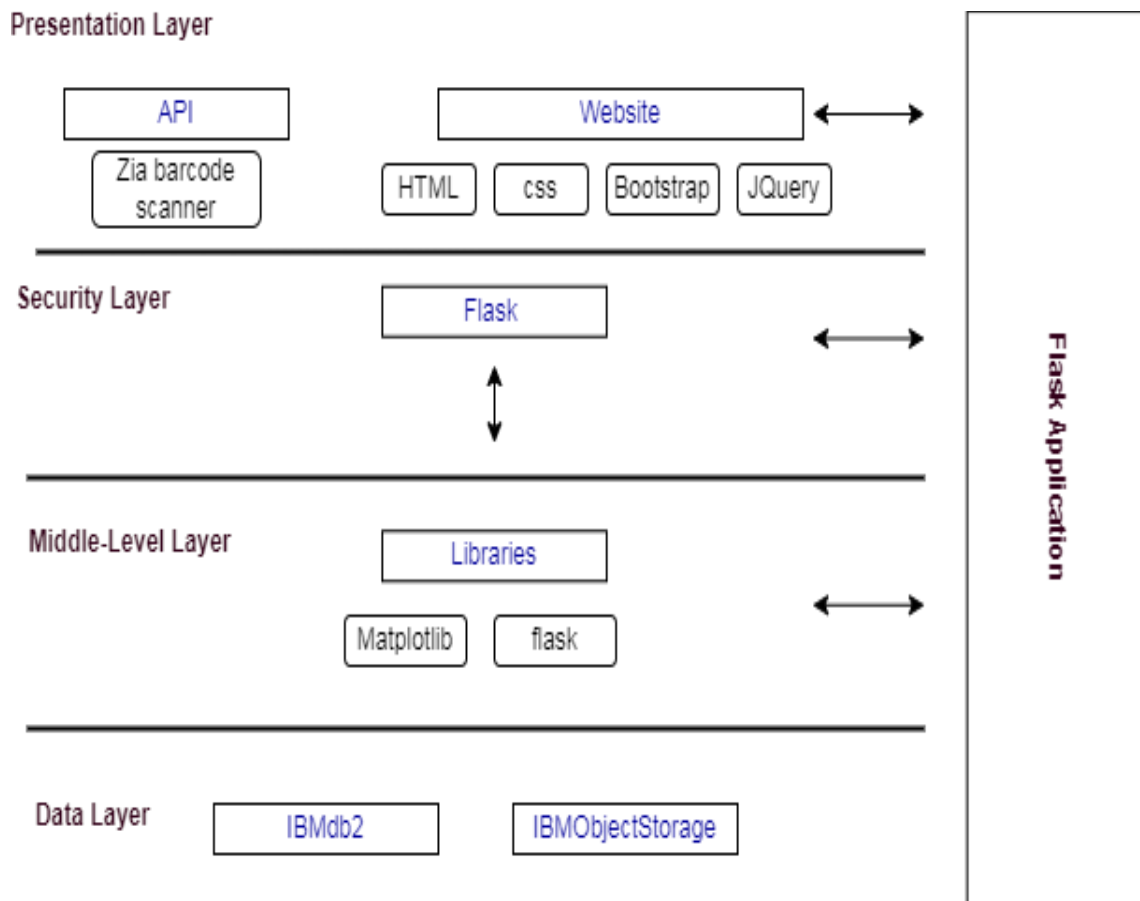 Presentation Layer
API
Website
Zia barcode
scanner
HTML
css
Bootstrap
JQuery
Security Layer
Flask
Flask Application
Middle-Level Layer
Libraries
Matplotlib
flask
Data Layer
IBMdb2
IBMObjectStorage